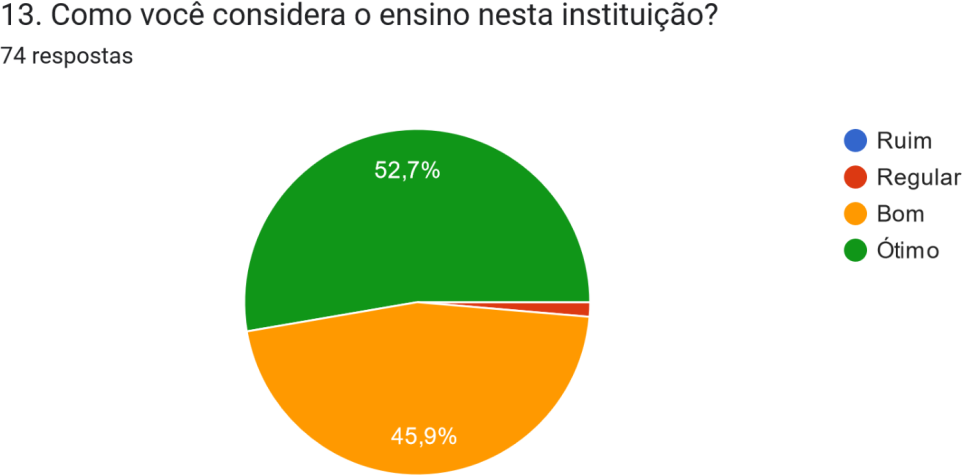 13. Como você considera o ensino nesta instituição?
74 respostas
52,7%
45,9%
Ruim
Regular
Bom
Ótimo